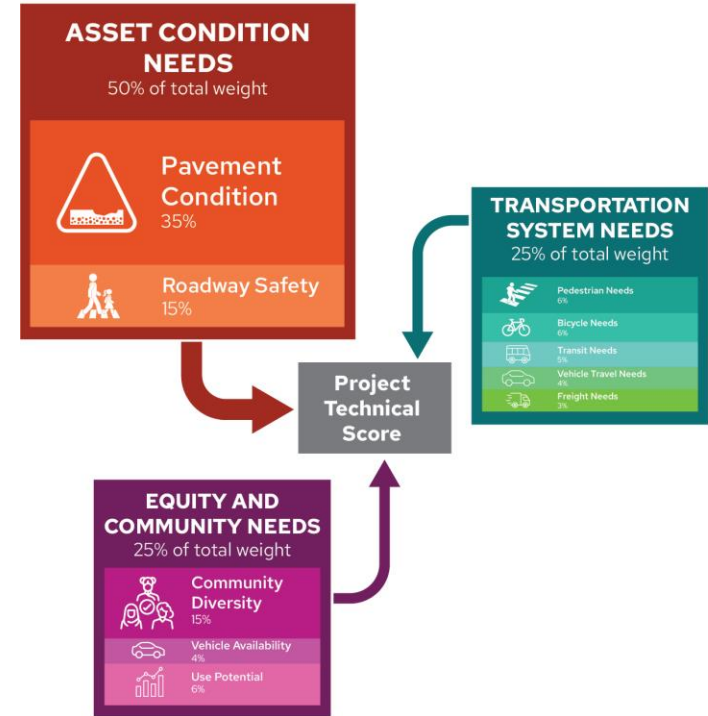 ASSET CONDITION
NEEDS
50% of total weight
Pavement
Condition
35%
Roadway Safety
15%
TRANSPORTATION
SYSTEM NEEDS
25% of total weight
Pedestrian Needs
6%
Bicycle Needs
6%
Transit Needs
5%
Vehicle Travel Needs
4%
Freight Needs
3%
Project
Technical
Score
EQUITY AND
COMMUNITY NEEDS
25% of total weight
Community
Diversity
15%
Vehicle Availability
4%
Use Potential
6%